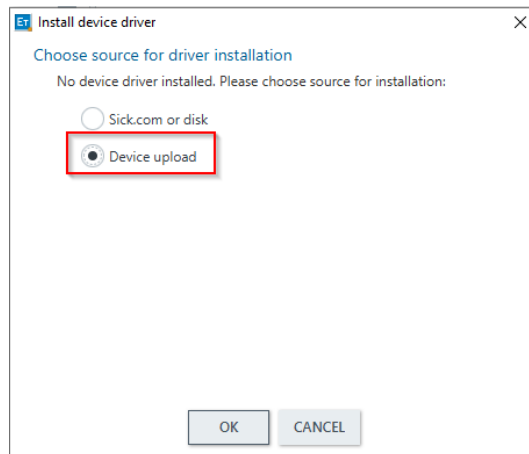 ET Install device driver
Choose source for driver installation
No device driver installed. Please choose source for installation:
Sick.com or disk
Device upload
OK
CANCEL